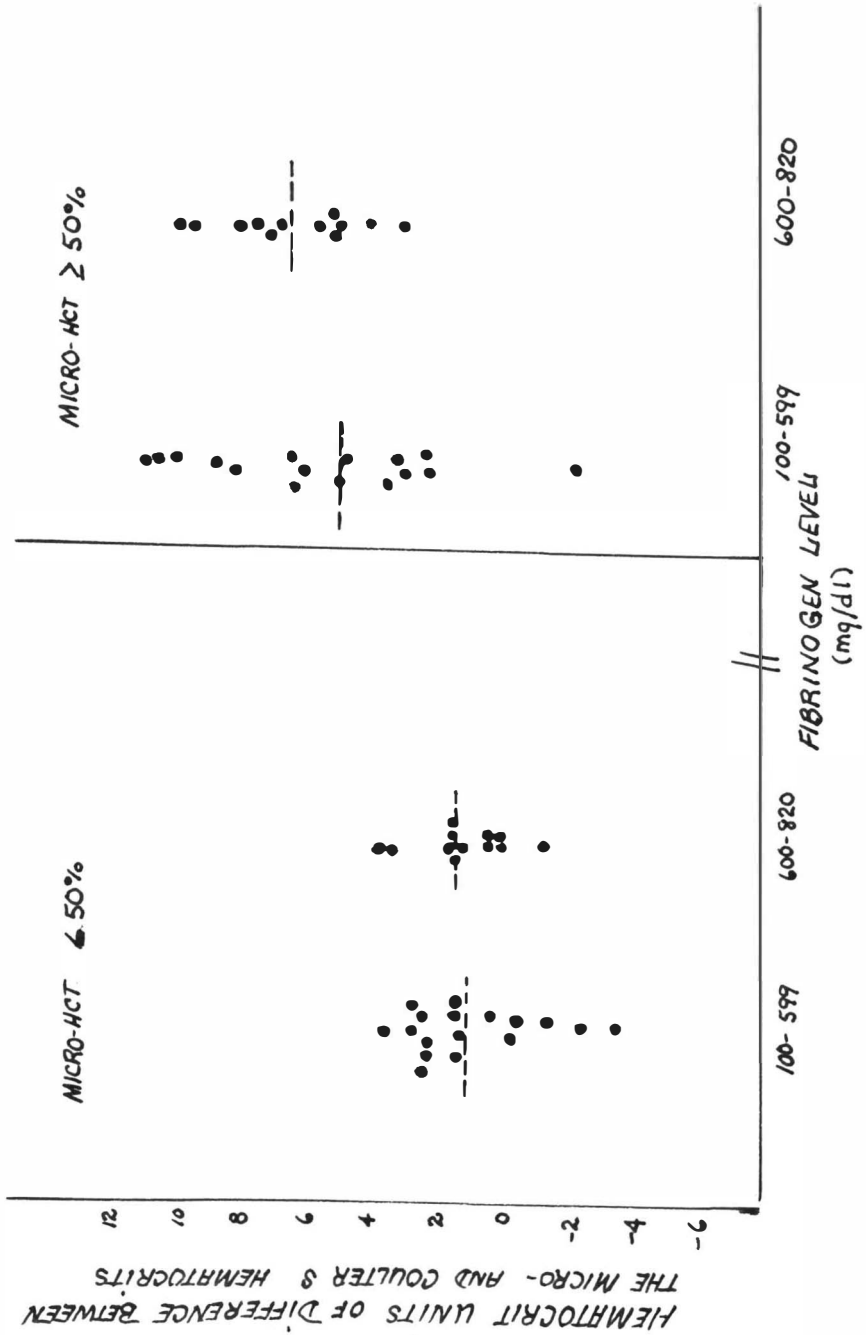 HEMATOCRIT UNITS OF DIFFERENCE BETWEEN
THE MICRO- AND COULTER S HEMATOCRITS
12
10
8
6
4
2
0
-2
-4
-6
MICRO-HCT < 50%
MICRO-HCT ≥ 50%
100-599
600-820
100-599
600-820
FIBRINOGEN LEVEL
(mg/dl)